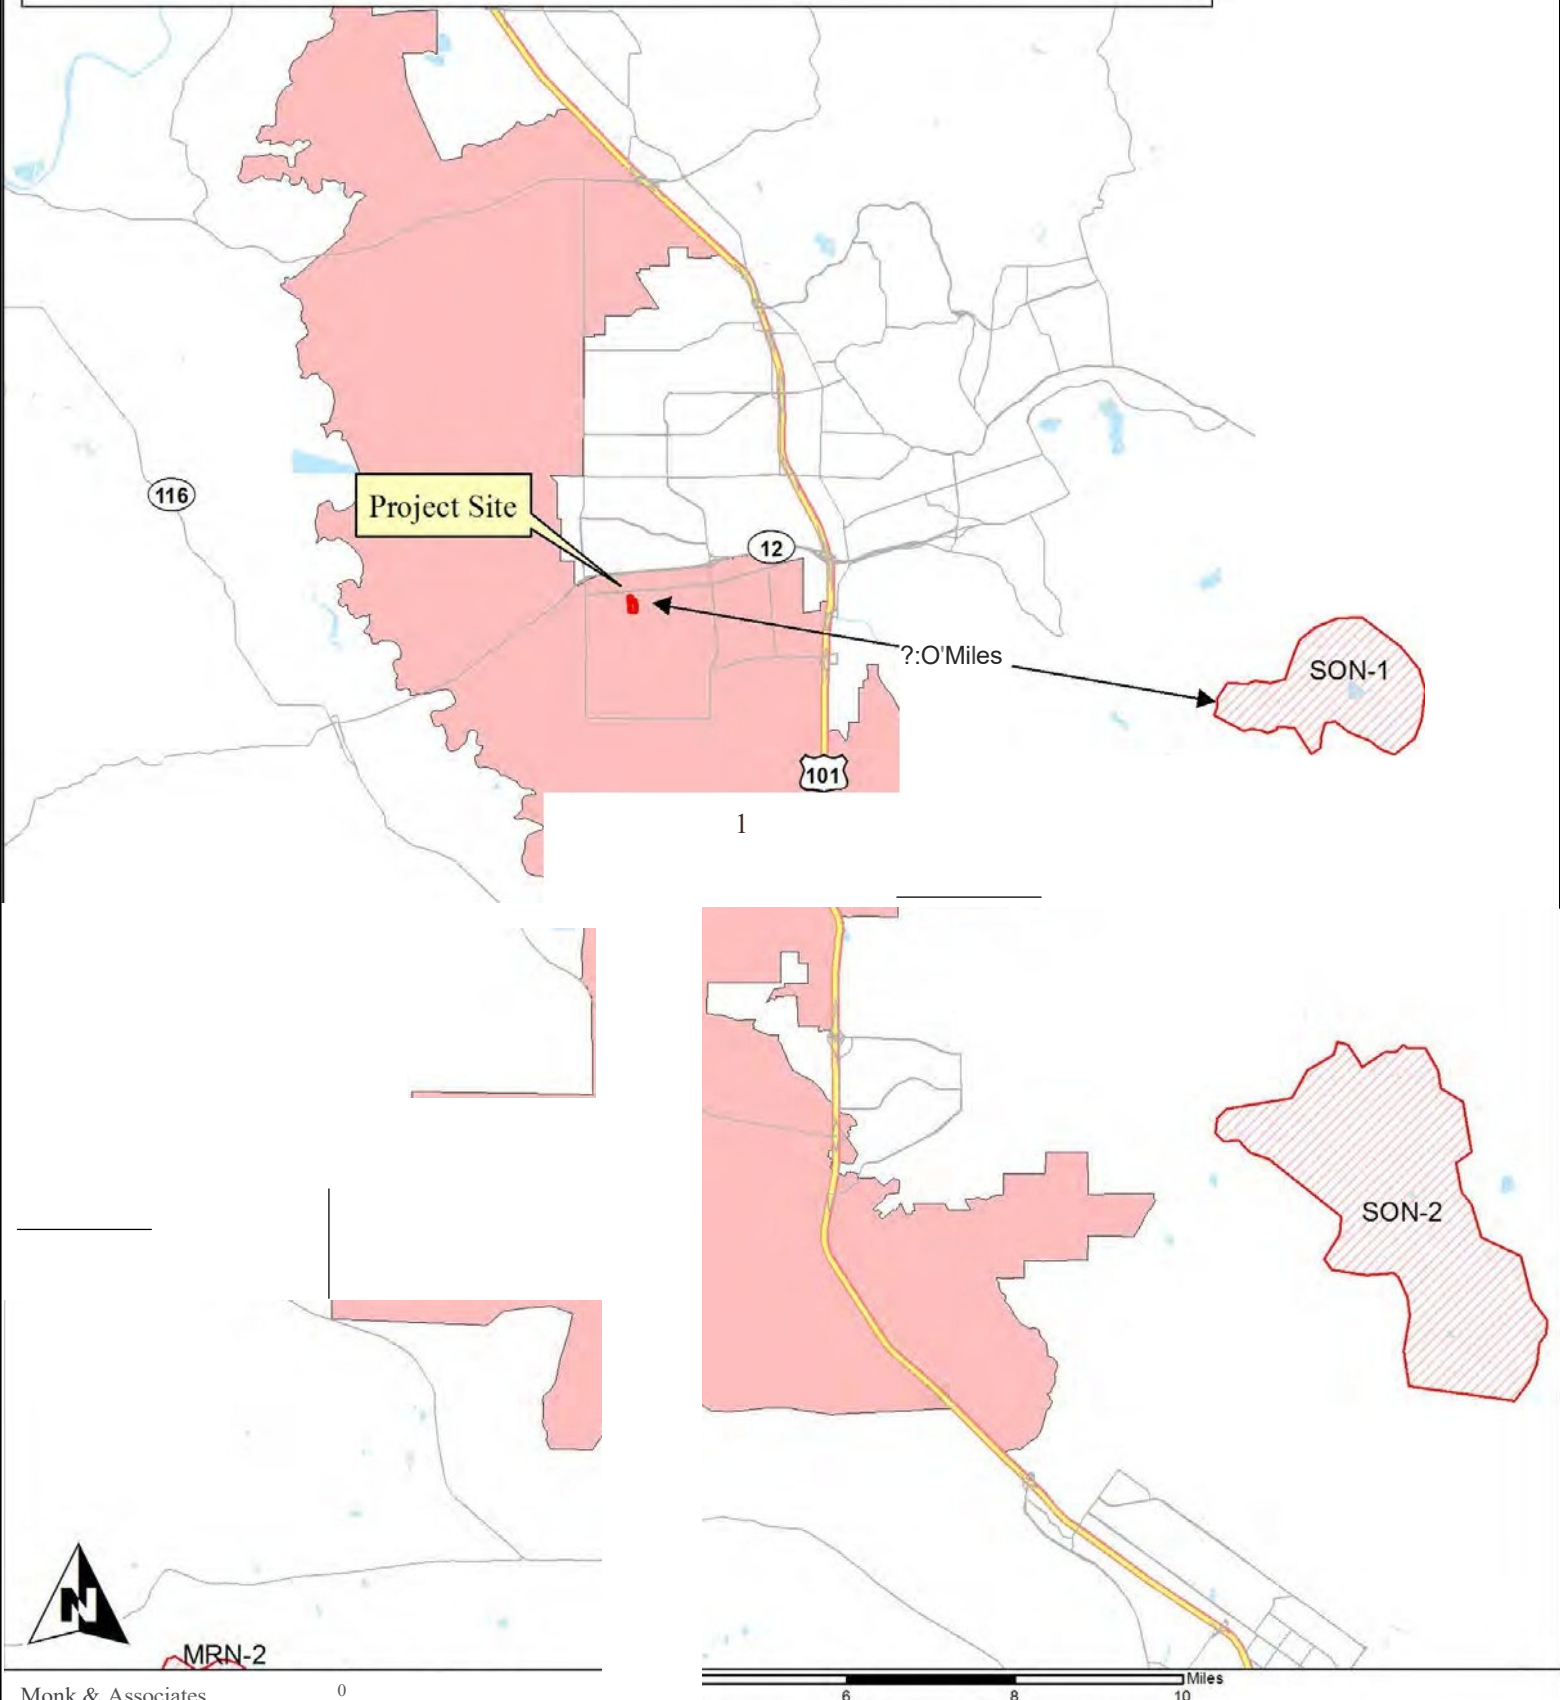 116
Project Site
12
?:O'Miles
SON-1
101
1
SON-2
N
MRN-2
Miles
Monk & Associates
0
6
8
10